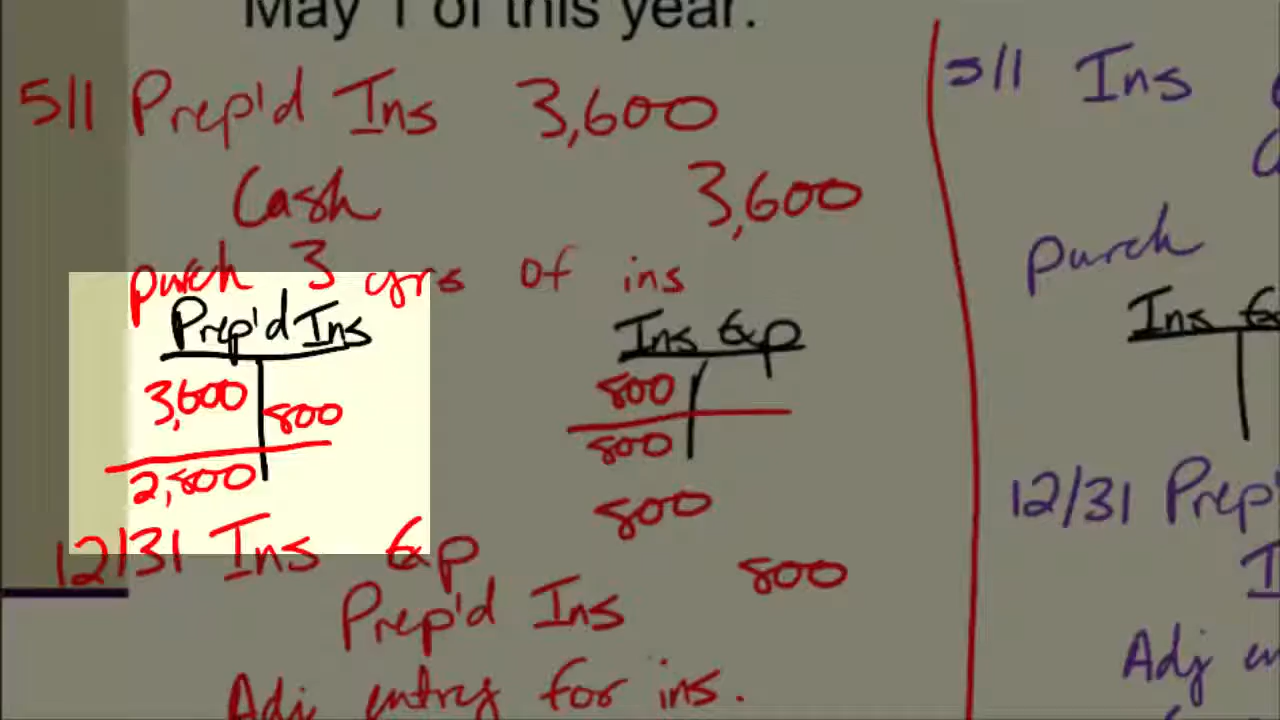 May 1 of this year.
5/1 Prep'd Ins 3,600
Cash 3,600
purch 3 yrs of ins
Prep'd Ins
3,600 800
2,800
Ins Exp
800
800
12/31 Ins Exp 800
Prep'd Ins 800
Adj entry for ins.
5/1 Ins
purch
Ins Ex
12/31 Prep'
Adj en